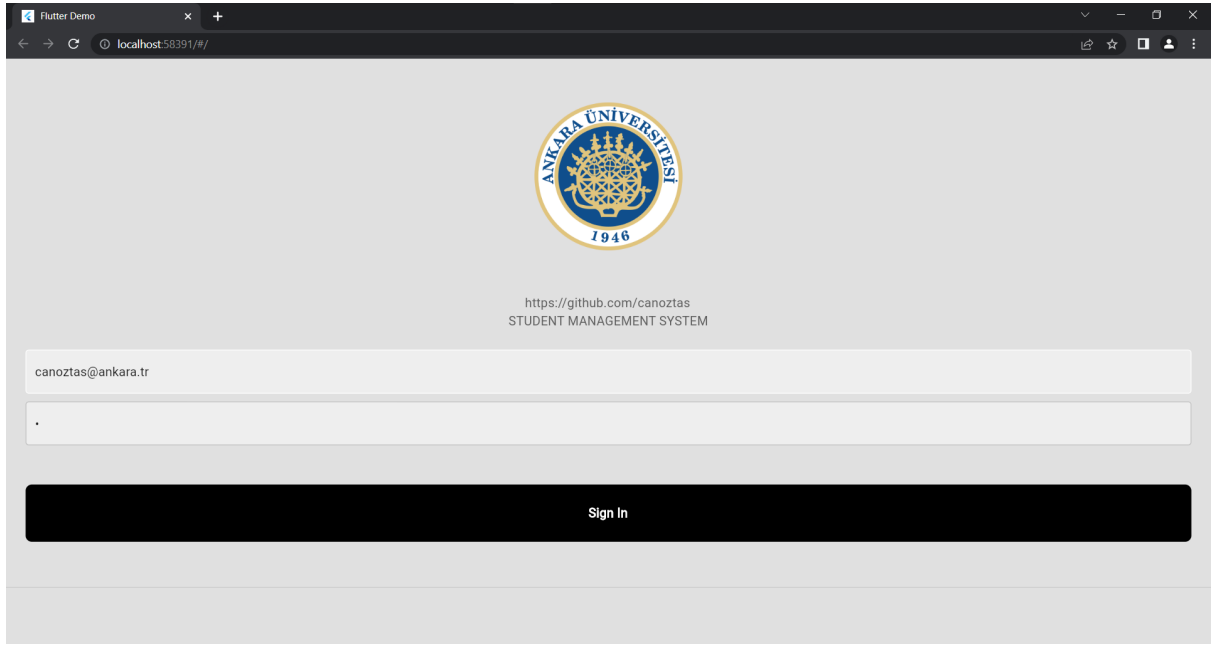 Flutter Demo
localhost:58391/#/
ANKARA ÜNİVERSİTESİ
1946
https://github.com/canoztas
STUDENT MANAGEMENT SYSTEM
canoztas@ankara.tr
•
Sign In